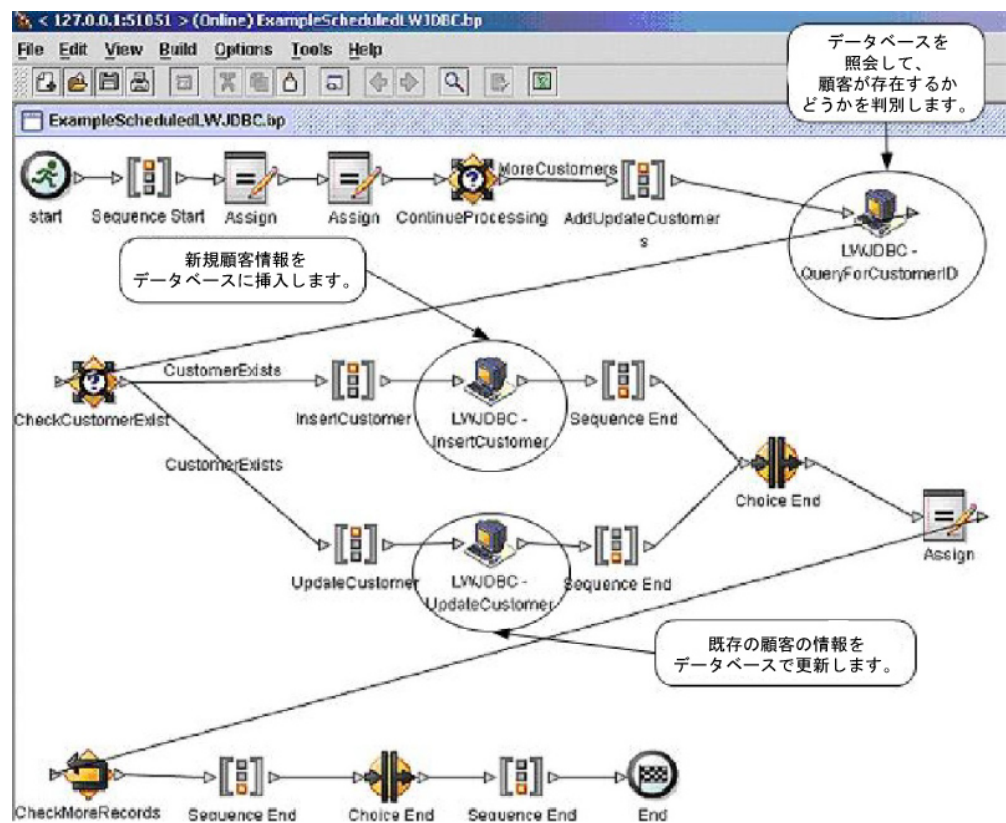 < 127.0.0.1:51051 > (Online) ExampleScheduledLWJDBC.bp
File Edit View Build Options Tools Help
データベースを
照会して、
顧客が存在するか
どうかを判別します。
ExampleScheduledLWJDBC.bp
MoreCustomers
start
Sequence Start
Assign
Assign
ContinueProcessing
AddUpdateCustomer
s
LWJDBC -
QueryForCustomerID
新規顧客情報を
データベースに挿入します。
CustomerExists
CheckCustomerExist
InsertCustomer
LWJDBC -
InsertCustomer
Sequence End
CustomerExists
Choice End
Assign
UpdateCustomer
LWJDBC -
UpdateCustomer
Sequence End
既存の顧客の情報を
データベースで更新します。
CheckMoreRecords
Sequence End
Choice End
Sequence End
End